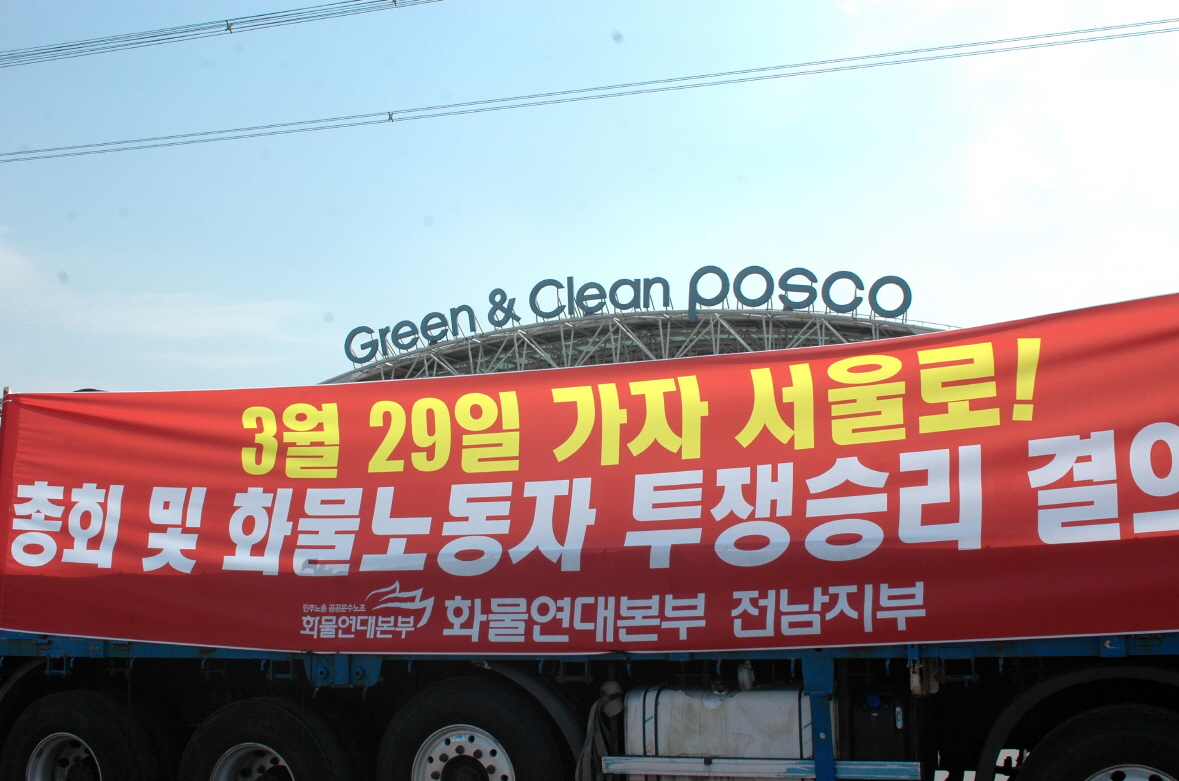 Green & Clean posco
3월 29일 가자 서울로!
총회 및 화물노동자 투쟁승리 결의
민주노총 공공운수노조
화물연대본부
화물연대본부 전남지부